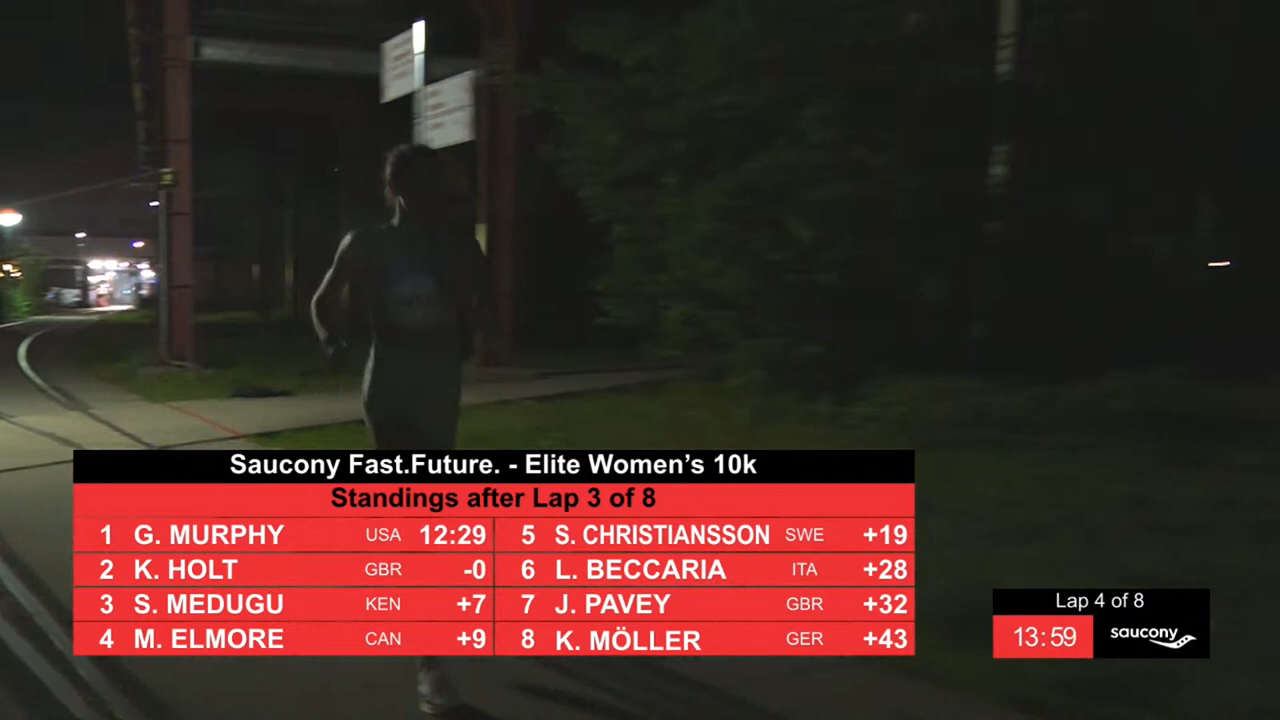 Saucony Fast.Future. - Elite Women's 10k
Standings after Lap 3 of 8
1 G. MURPHY USA 12:29
2 K. HOLT GBR -0
3 S. MEDUGU KEN +7
4 M. ELMORE CAN +9
5 S. CHRISTIANSSON SWE +19
6 L. BECCARIA ITA +28
7 J. PAVEY GBR +32
8 K. MÖLLER GER +43
Lap 4 of 8
13:59 saucony